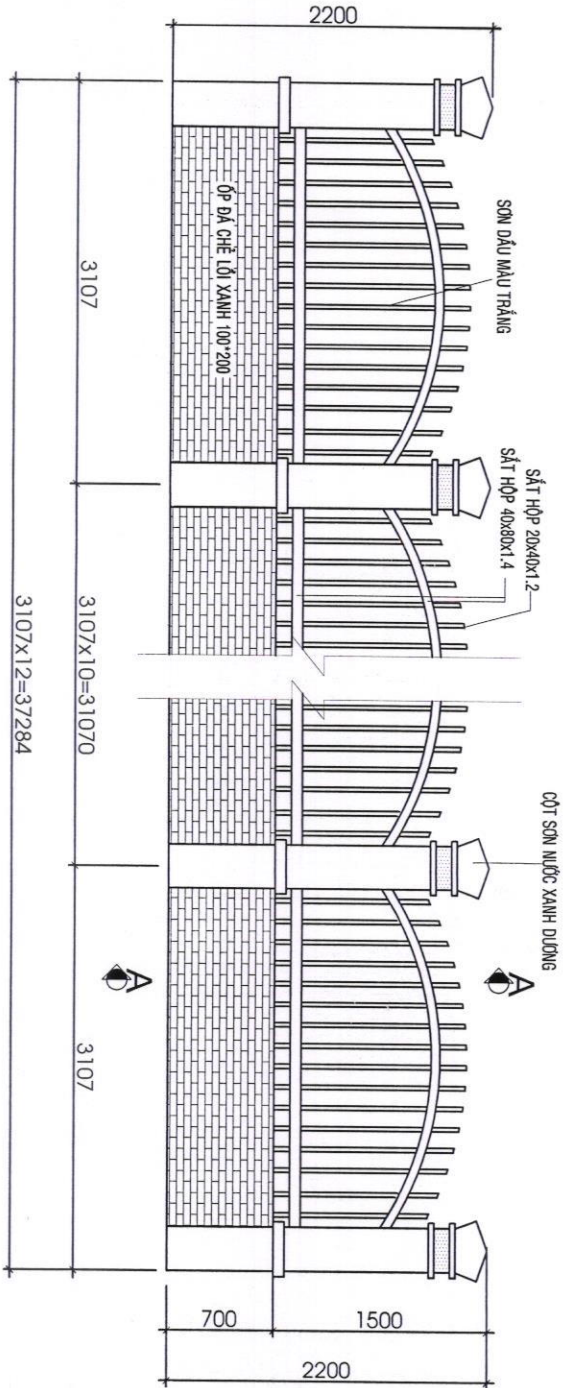 2200
SƠN DẦU MÀU TRẮNG
SẮT HỘP 20x40x1.2
SẮT HỘP 40x80x1.4
CỘT SƠN NƯỚC XANH DƯƠNG
A
ỐP ĐÁ CHẺ LỒI XANH 100*200
A
1500
700
2200
3107
3107x10=31070
3107
3107x12=37284